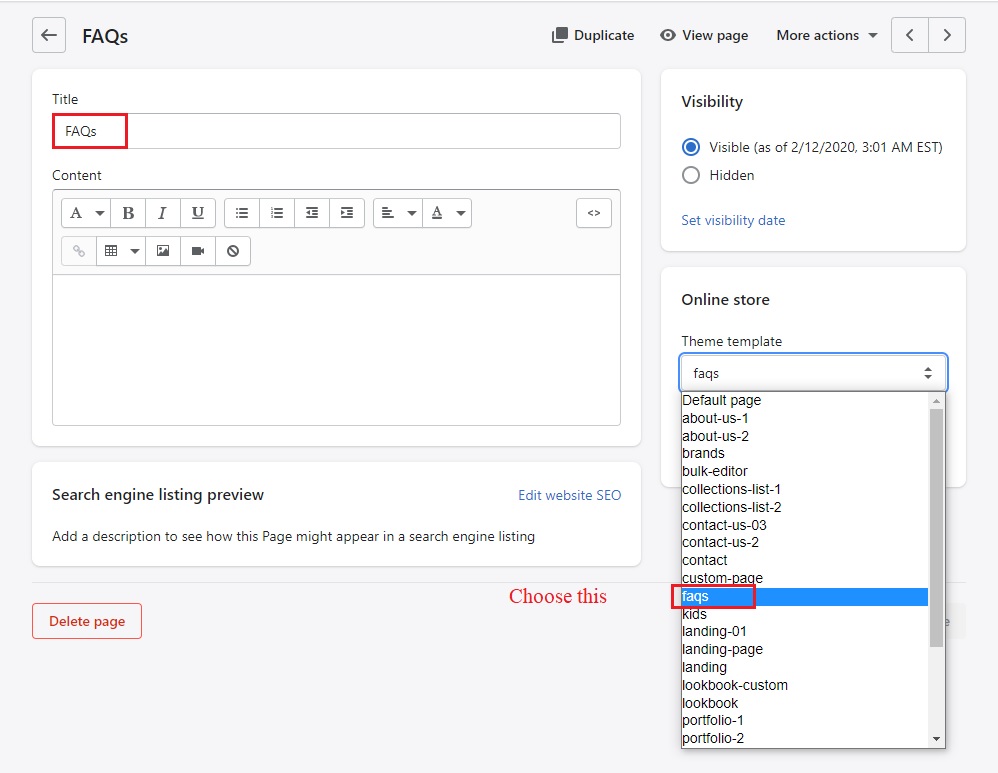 FAQs
Duplicate
View page
More actions
Title
FAQs
Content
A
B
I
U
A
<>
Search engine listing preview
Edit website SEO
Add a description to see how this Page might appear in a search engine listing
Delete page
Choose this
Visibility
Visible (as of 2/12/2020, 3:01 AM EST)
Hidden
Set visibility date
Online store
Theme template
faqs
Default page
about-us-1
about-us-2
brands
bulk-editor
collections-list-1
collections-list-2
contact-us-03
contact-us-2
contact
custom-page
faqs
kids
landing-01
landing-page
landing
lookbook-custom
lookbook
portfolio-1
portfolio-2